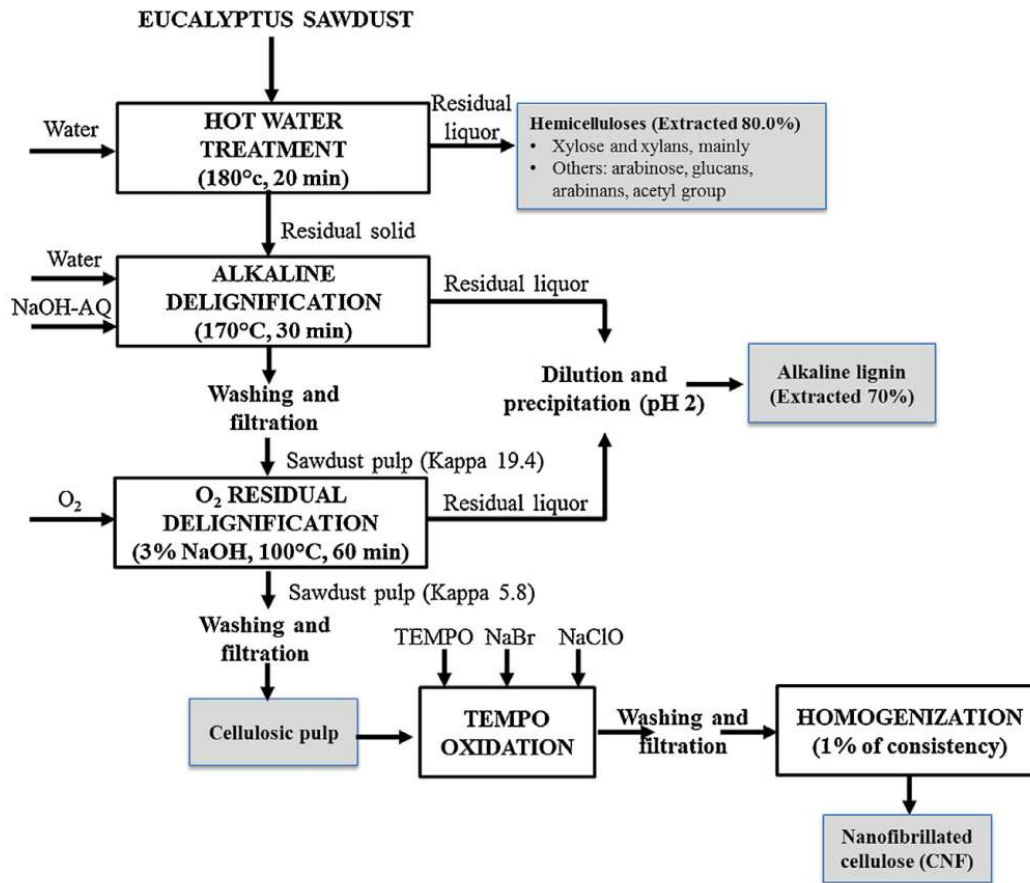 EUCALYPTUS SAWDUST
Water
HOT WATER
TREATMENT
(180°c, 20 min)
Residual
liquor
Hemicelluloses (Extracted 80.0%)
• Xylose and xylans, mainly
• Others: arabinose, glucans,
arabinans, acetyl group
Residual solid
Water
NaOH-AQ
ALKALINE
DELIGNIFICATION
(170°C, 30 min)
Residual liquor
Washing and
filtration
Dilution and
precipitation (pH 2)
Alkaline lignin
(Extracted 70%)
Sawdust pulp (Kappa 19.4)
O₂
O₂ RESIDUAL
DELIGNIFICATION
(3% NaOH, 100°C, 60 min)
Residual liquor
Sawdust pulp (Kappa 5.8)
Washing and
filtration
TEMPO NaBr NaClO
Cellulosic pulp
TEMPO
OXIDATION
Washing and
filtration
HOMOGENIZATION
(1% of consistency)
Nanofibrillated
cellulose (CNF)